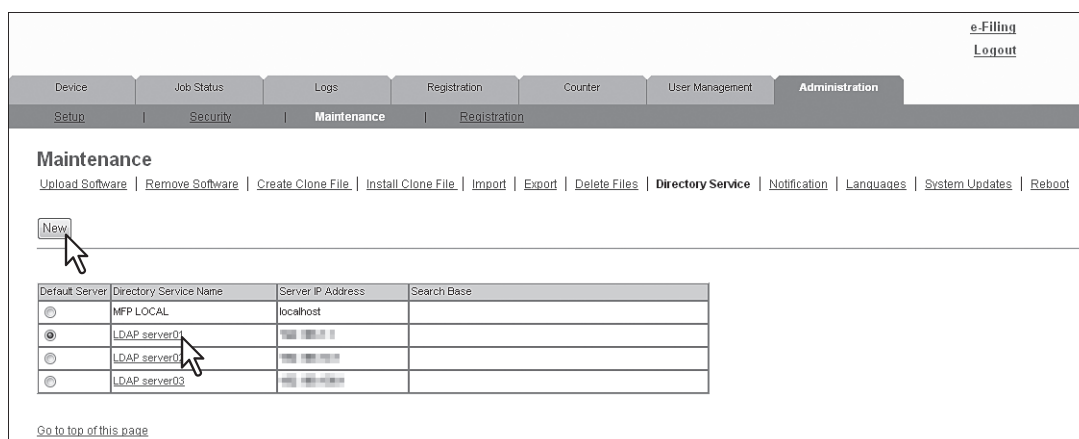 e-Filing
Logout
Device Job Status Logs Registration Counter User Management Administration
Setup | Security | Maintenance | Registration
Maintenance
Upload Software | Remove Software | Create Clone File | Install Clone File | Import | Export | Delete Files | Directory Service | Notification | Languages | System Updates | Reboot
New
Default Server Directory Service Name Server IP Address Search Base
MFP LOCAL localhost
LDAP server01
LDAP server02
LDAP server03
Go to top of this page